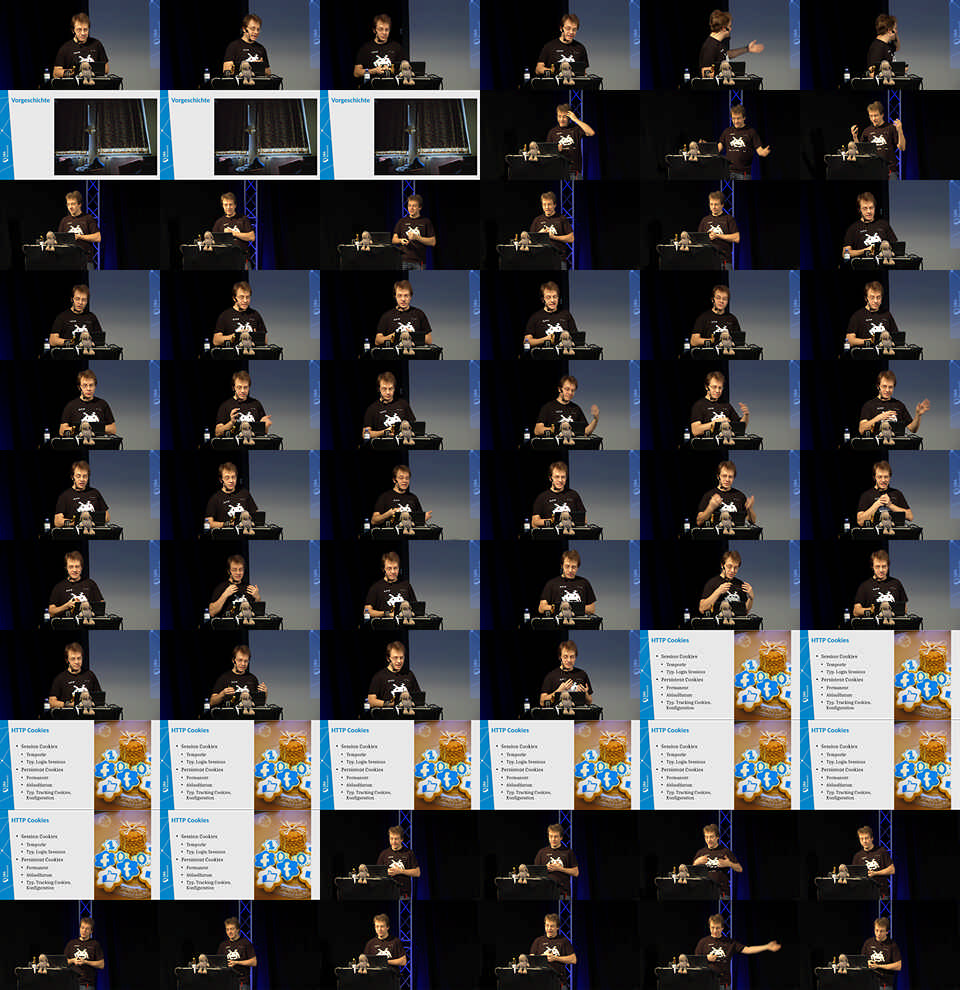 Vorgeschichte
Vorgeschichte
Vorgeschichte
HTTP Cookies
• Session Cookies
• Temporär
• Typ. Login Sessions
• Persistent Cookies
• Permanent
• Ablaufdatum
• Typ. Tracking Cookies,
Konfiguration
HTTP Cookies
• Session Cookies
• Temporär
• Typ. Login Sessions
• Persistent Cookies
• Permanent
• Ablaufdatum
• Typ. Tracking Cookies,
Konfiguration
HTTP Cookies
• Session Cookies
• Temporär
• Typ. Login Sessions
• Persistent Cookies
• Permanent
• Ablaufdatum
• Typ. Tracking Cookies,
Konfiguration
HTTP Cookies
• Session Cookies
• Temporär
• Typ. Login Sessions
• Persistent Cookies
• Permanent
• Ablaufdatum
• Typ. Tracking Cookies,
Konfiguration
HTTP Cookies
• Session Cookies
• Temporär
• Typ. Login Sessions
• Persistent Cookies
• Permanent
• Ablaufdatum
• Typ. Tracking Cookies,
Konfiguration
HTTP Cookies
• Session Cookies
• Temporär
• Typ. Login Sessions
• Persistent Cookies
• Permanent
• Ablaufdatum
• Typ. Tracking Cookies,
Konfiguration
HTTP Cookies
• Session Cookies
• Temporär
• Typ. Login Sessions
• Persistent Cookies
• Permanent
• Ablaufdatum
• Typ. Tracking Cookies,
Konfiguration
HTTP Cookies
• Session Cookies
• Temporär
• Typ. Login Sessions
• Persistent Cookies
• Permanent
• Ablaufdatum
• Typ. Tracking Cookies,
Konfiguration
HTTP Cookies
• Session Cookies
• Temporär
• Typ. Login Sessions
• Persistent Cookies
• Permanent
• Ablaufdatum
• Typ. Tracking Cookies,
Konfiguration
HTTP Cookies
• Session Cookies
• Temporär
• Typ. Login Sessions
• Persistent Cookies
• Permanent
• Ablaufdatum
• Typ. Tracking Cookies,
Konfiguration